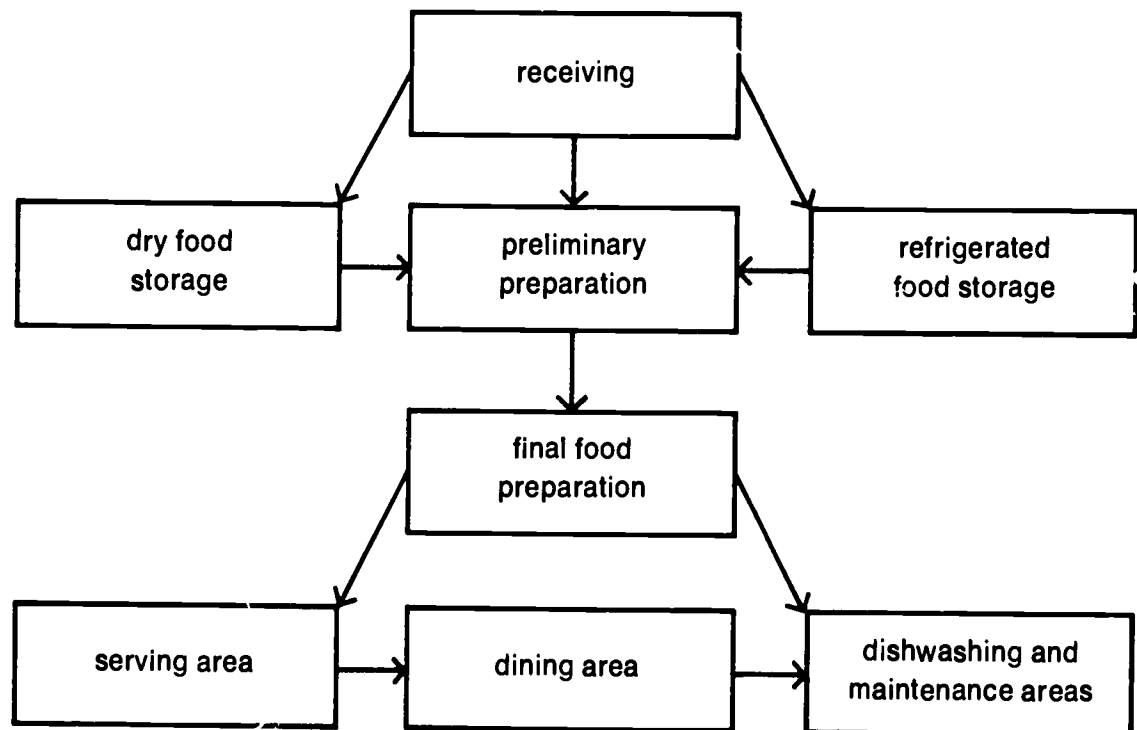 receiving
dry food
storage
preliminary
preparation
refrigerated
food storage
final food
preparation
serving area
dining area
dishwashing and
maintenance areas